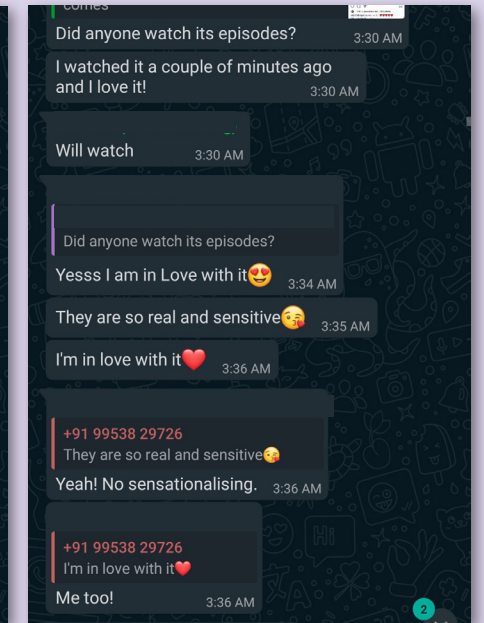 comes
Did anyone watch its episodes?
3:30 AM
I watched it a couple of minutes ago
and I love it!
3:30 AM
Will watch
3:30 AM
Did anyone watch its episodes?
Yesss I am in Love with it😍
3:34 AM
They are so real and sensitive😘
3:35 AM
I'm in love with it❤️
3:36 AM
+91 99538 29726
They are so real and sensitive😘
Yeah! No sensationalising.
3:36 AM
+91 99538 29726
I'm in love with it❤️
Me too!
3:36 AM
2